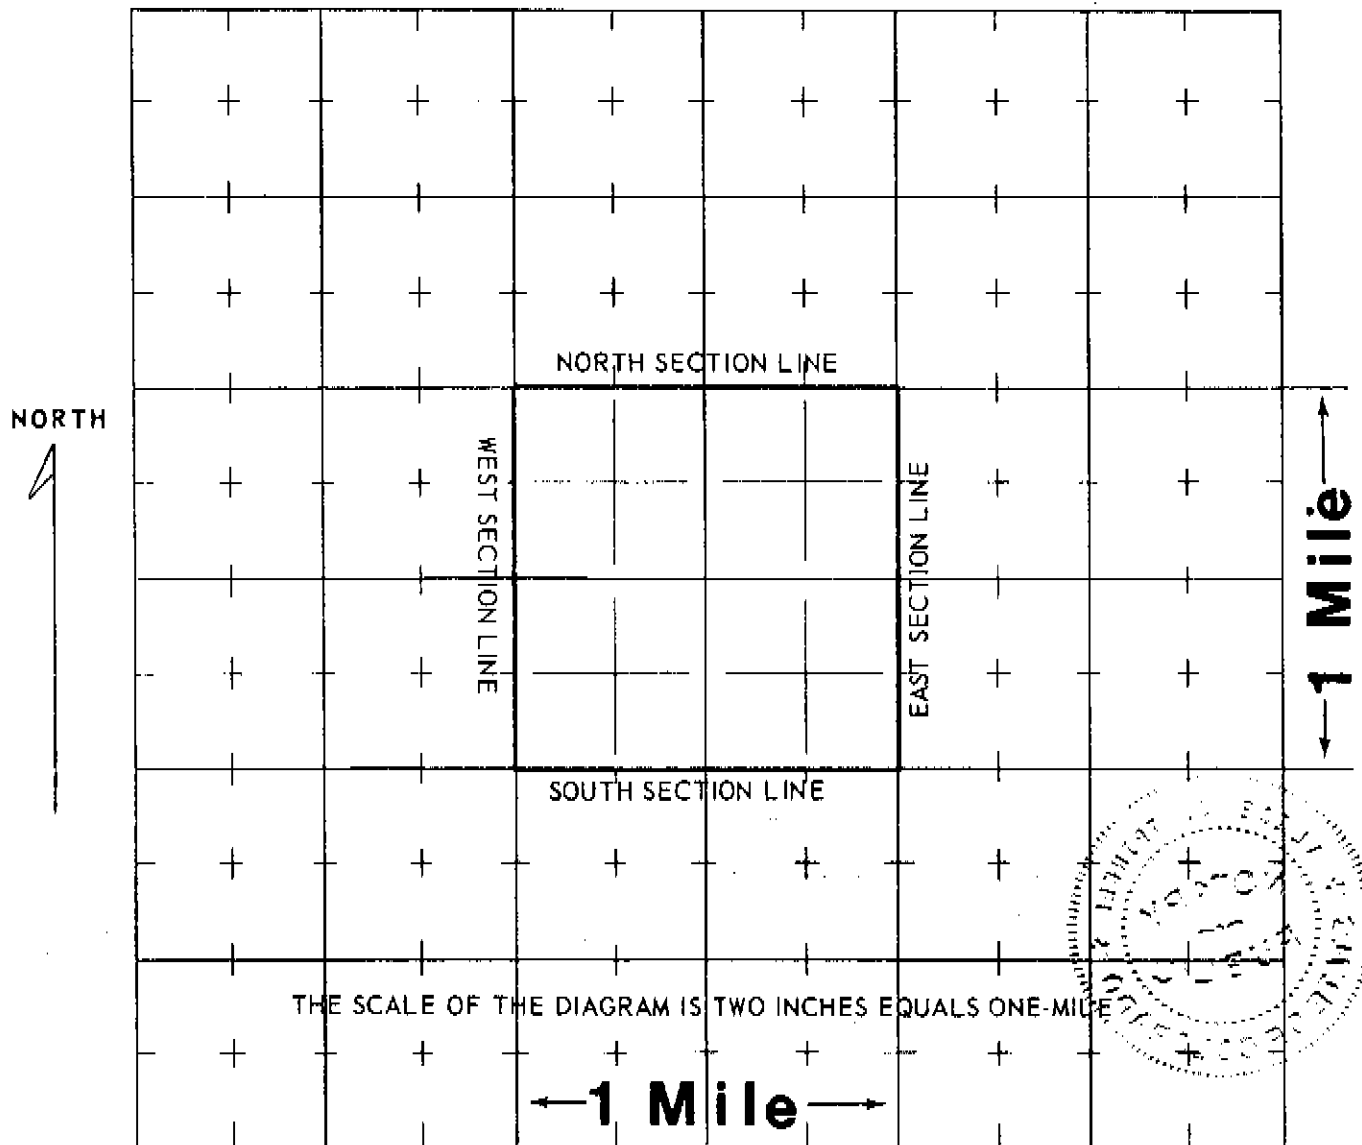 NORTH SECTION LINE
NORTH
WEST SECTION LINE
EAST SECTION LINE
1 Mile
SOUTH SECTION LINE
THE SCALE OF THE DIAGRAM IS TWO INCHES EQUALS ONE-MILE
1 Mile